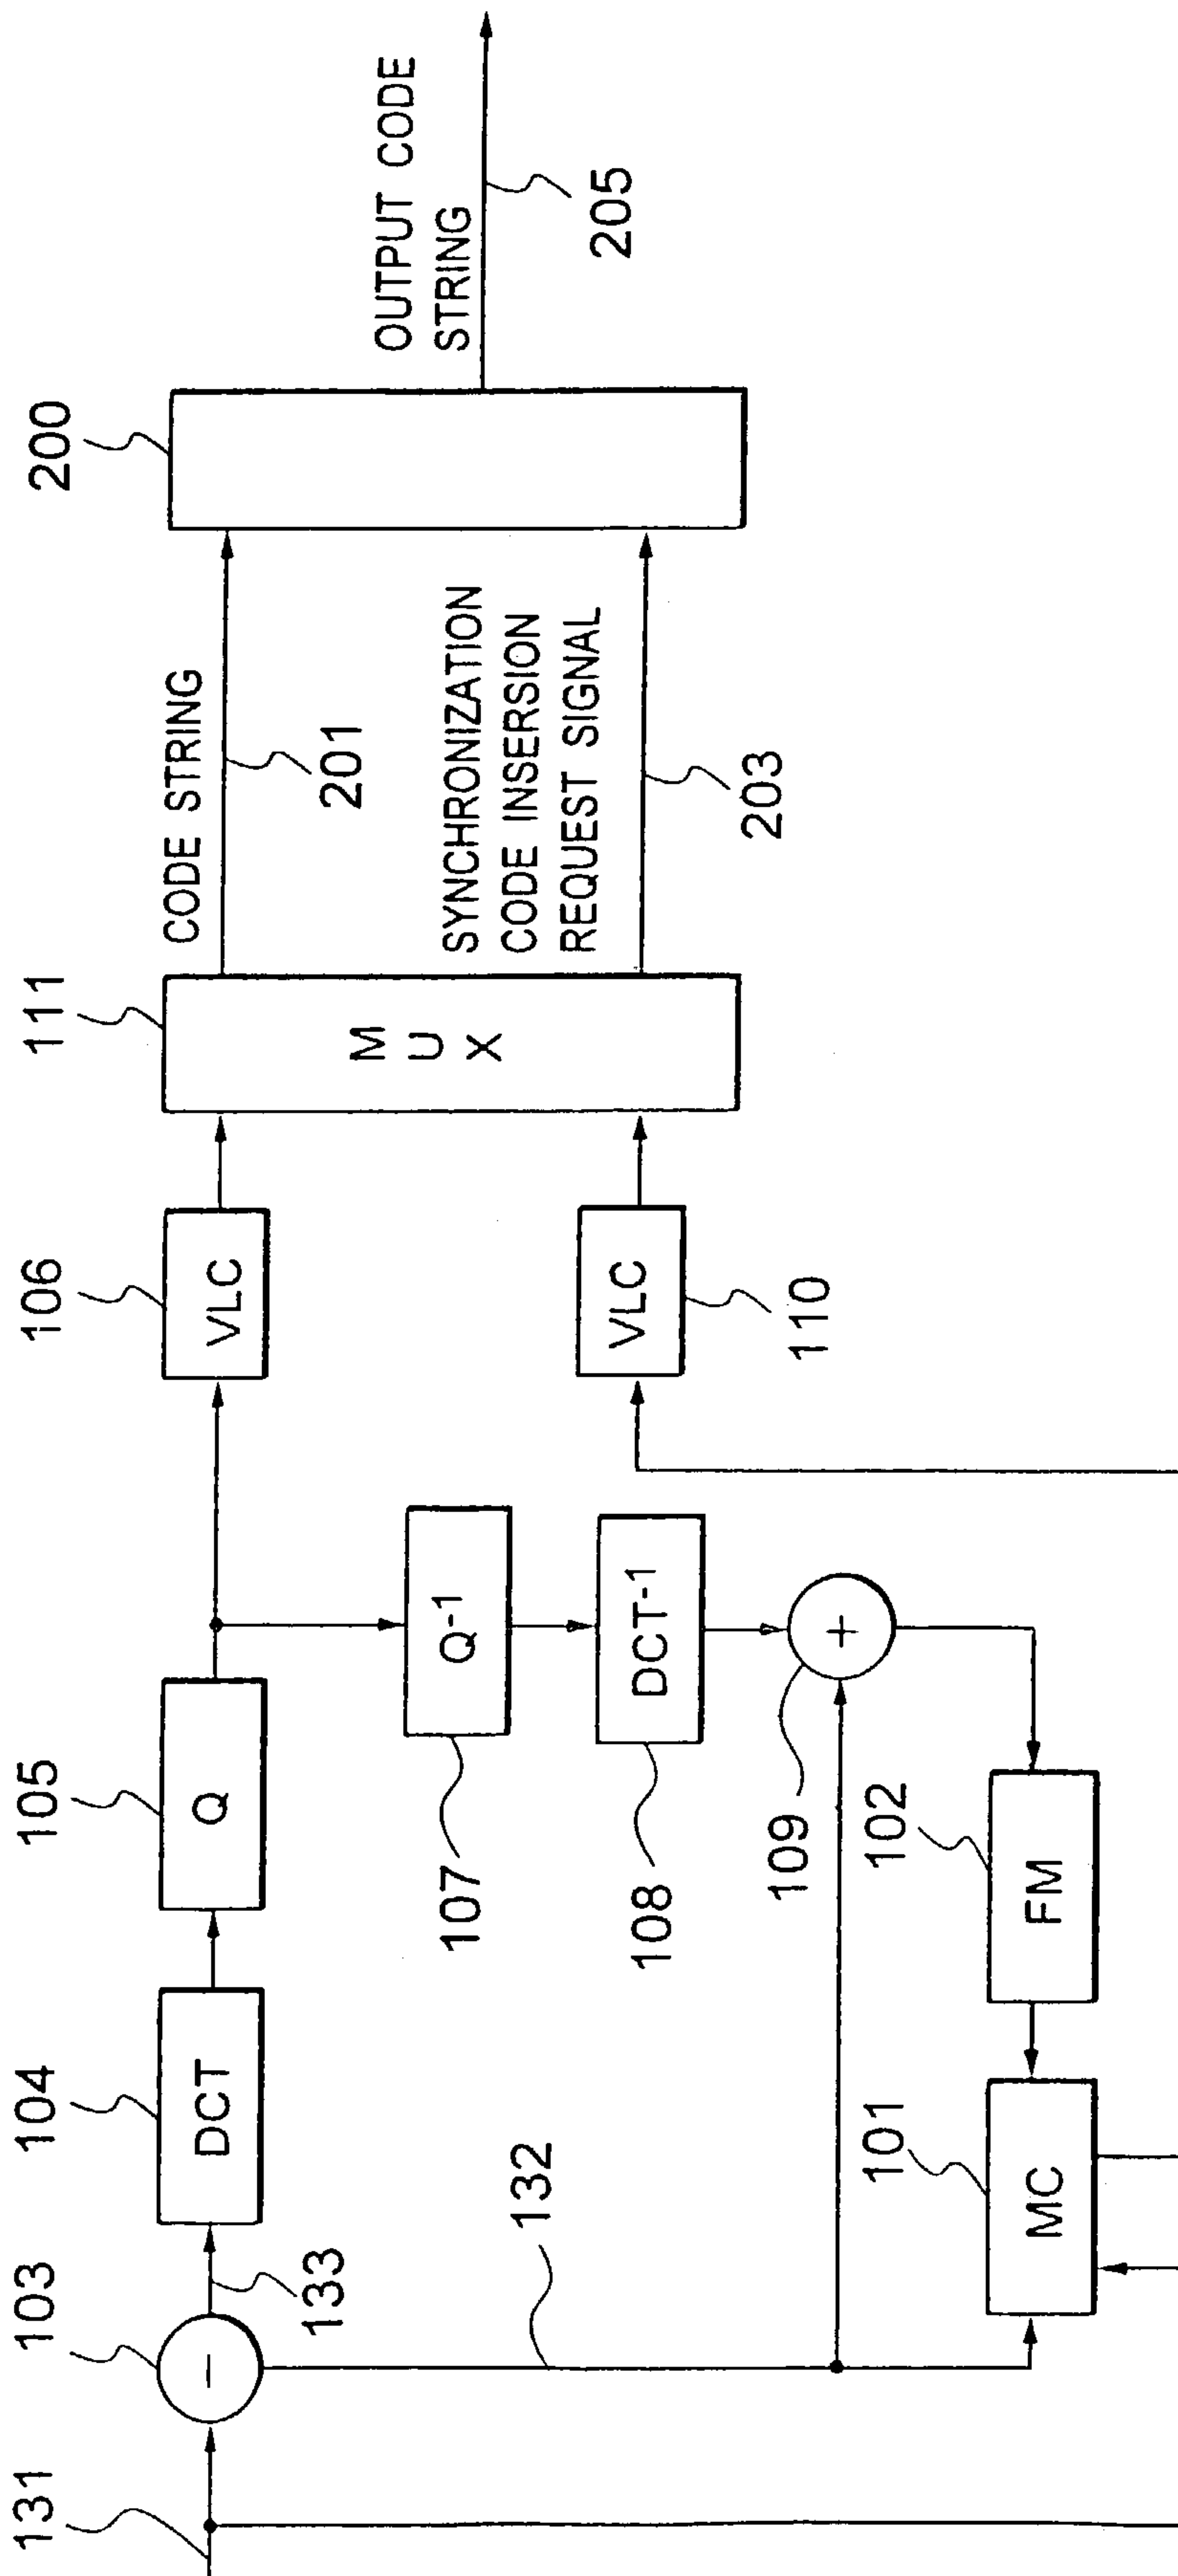 131
103
133
132
104
DCT
105
Q
107
Q-1
108
DCT-1
109
+
-
101
MC
102
FM
106
VLC
110
VLC
111
M
U
X
CODE STRING
201
SYNCHRONIZATION
CODE INSERSION
REQUEST SIGNAL
203
200
OUTPUT CODE
STRING
205